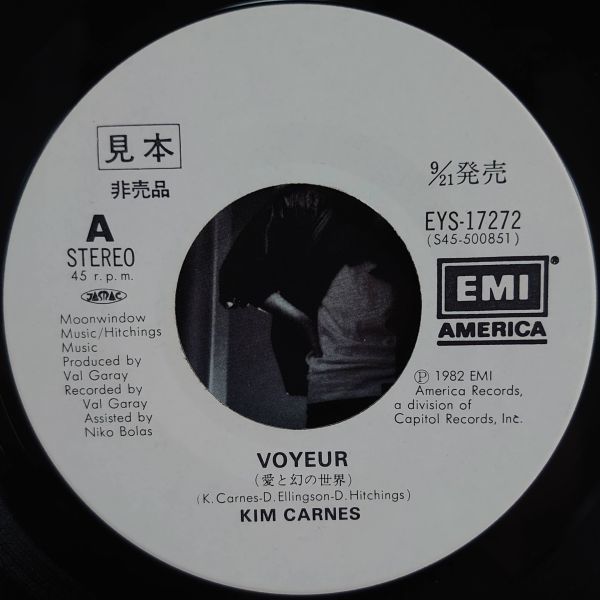 見本
非売品
A
STEREO
45 r.p.m.
JASRAC
Moonwindow
Music/Hitchings
Music
Produced by
Val Garay
Recorded by
Val Garay
Assisted by
Niko Bolas
9/21発売
EYS-17272
(S45-500851)
EMI
®
AMERICA
Ⓟ 1982 EMI
America Records,
a division of
Capitol Records, Inc.
VOYEUR
(愛と幻の世界)
(K. Carnes-D. Ellingson-D. Hitchings)
KIM CARNES